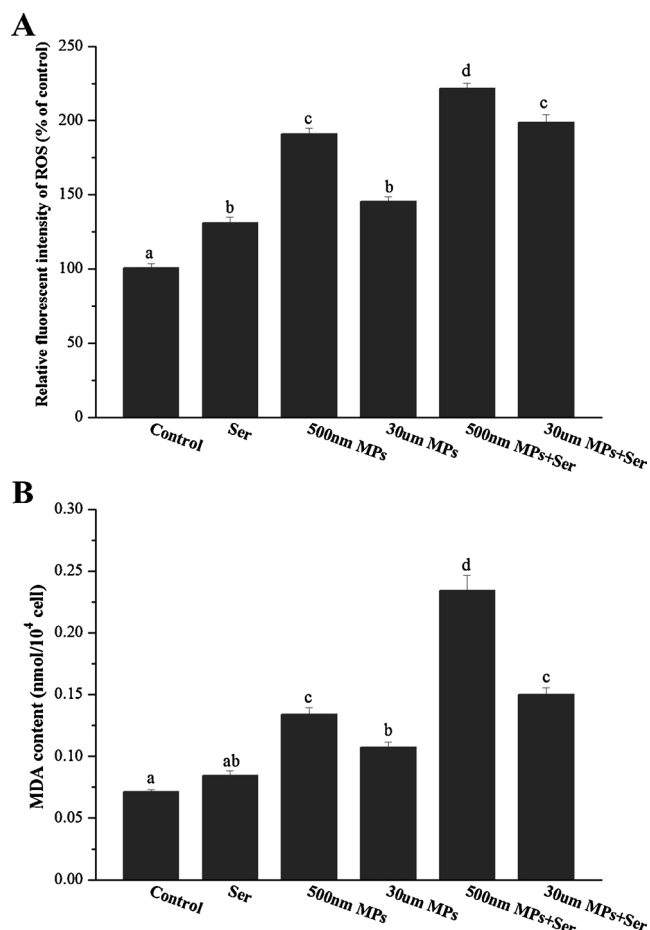 A
Relative fluorescent intensity of ROS (% of control)
250
200
150
100
50
0
a
b
c
b
d
c
Control
Ser
500nm MPs
30um MPs
500nm MPs+Ser
30um MPs+Ser
B
MDA content (nmol/10⁴ cell)
0.30
0.25
0.20
0.15
0.10
0.05
0.00
a
ab
c
b
d
c
Control
Ser
500nm MPs
30um MPs
500nm MPs+Ser
30um MPs+Ser